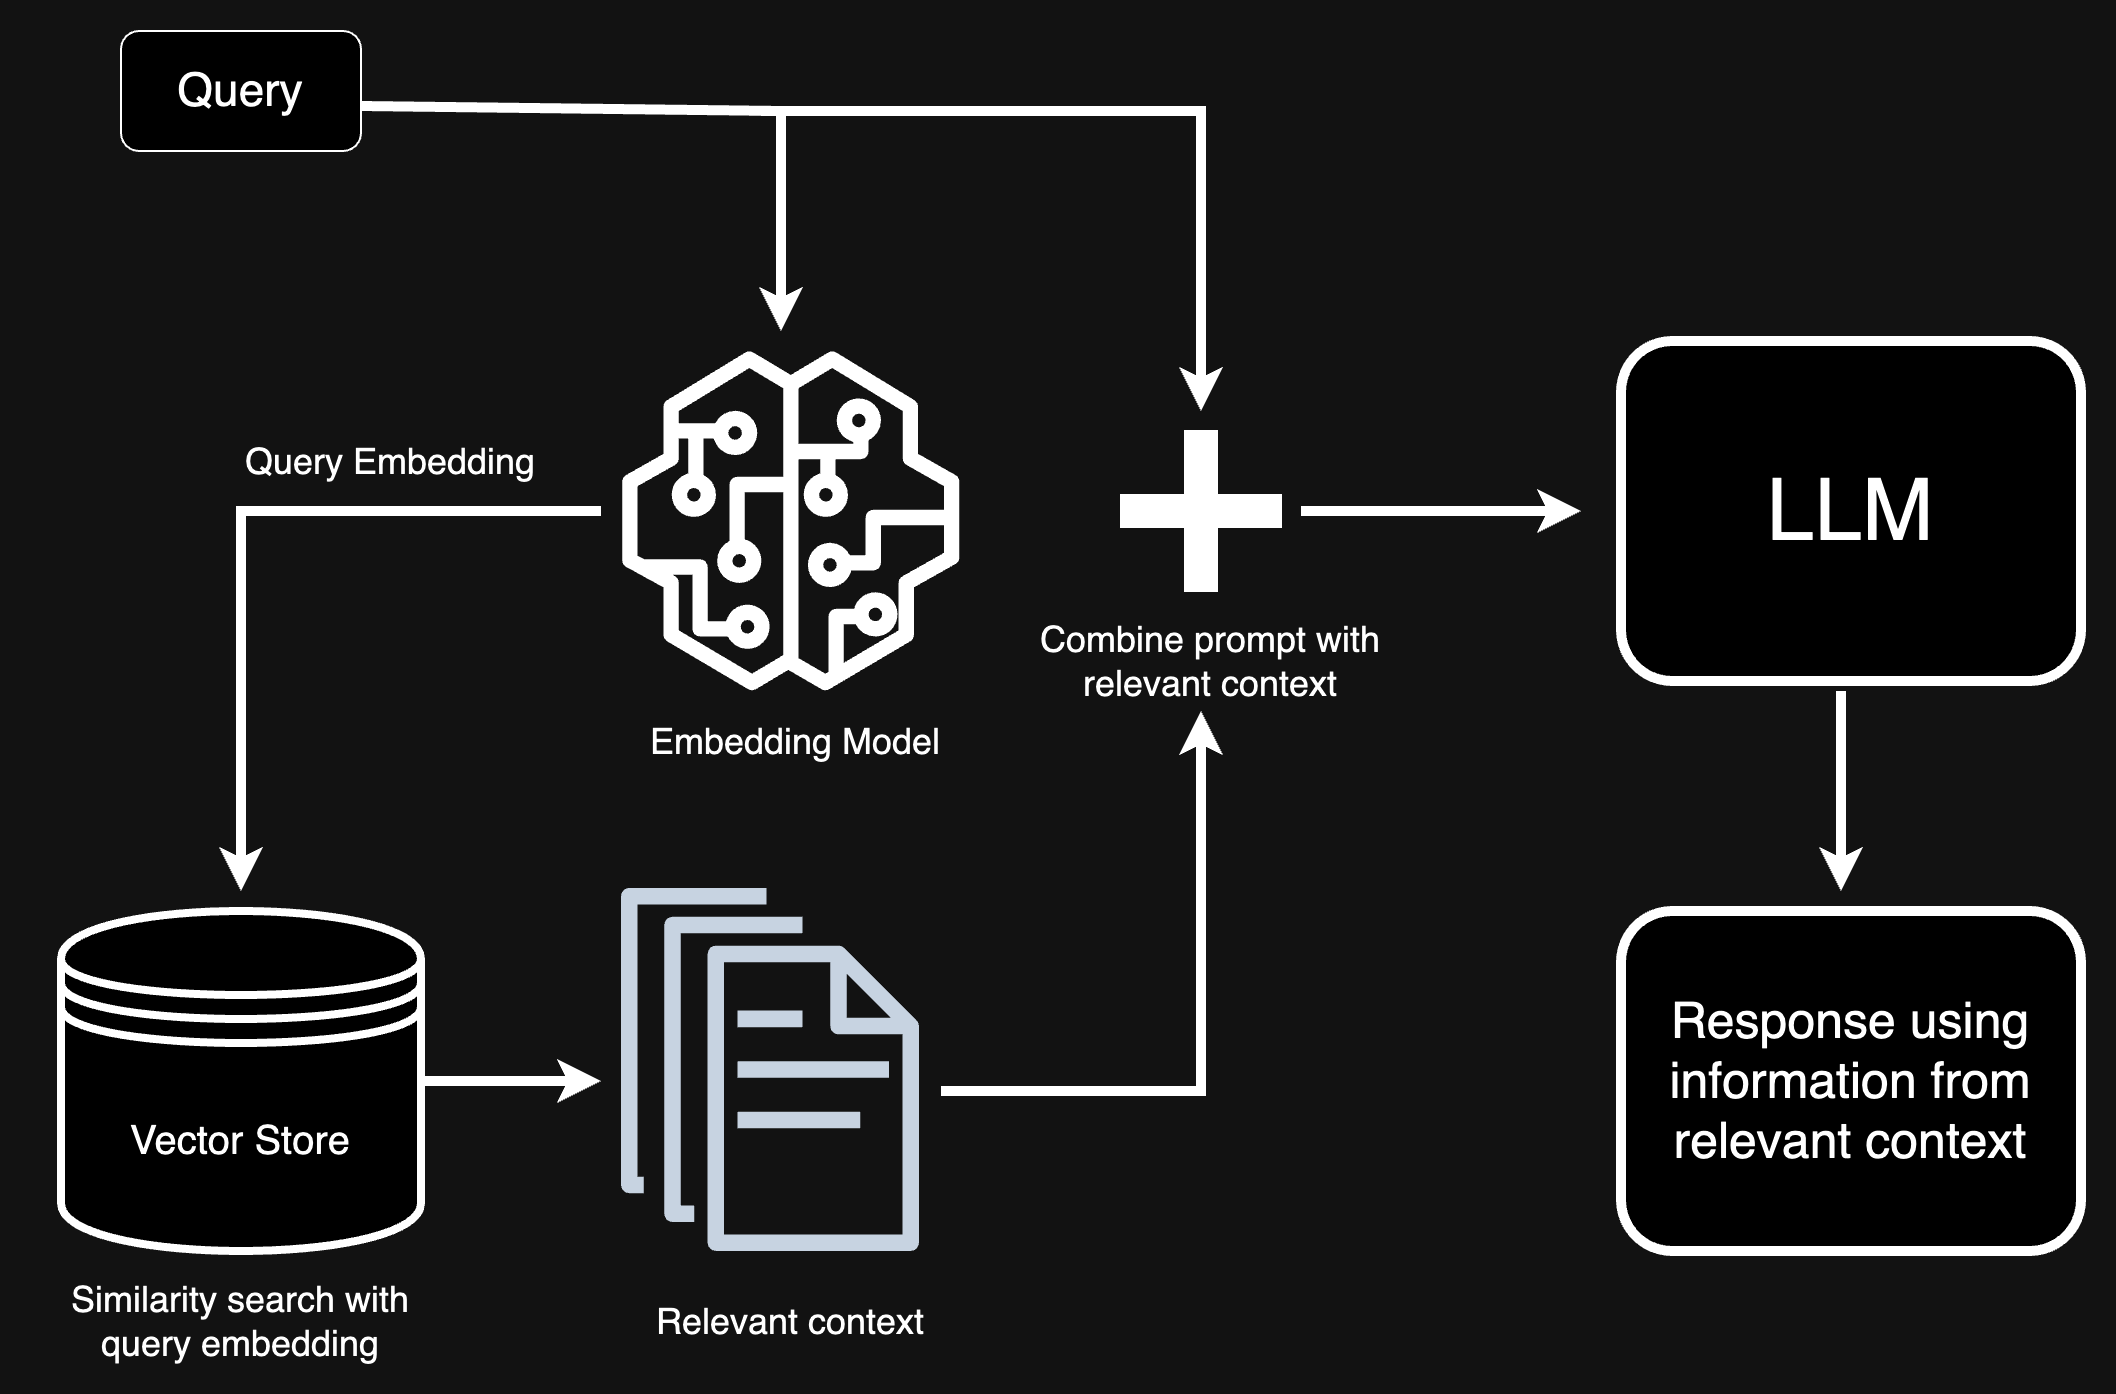 Query
Query Embedding
Embedding Model
Combine prompt with
relevant context
LLM
Vector Store
Similarity search with
query embedding
Relevant context
Response using
information from
relevant context